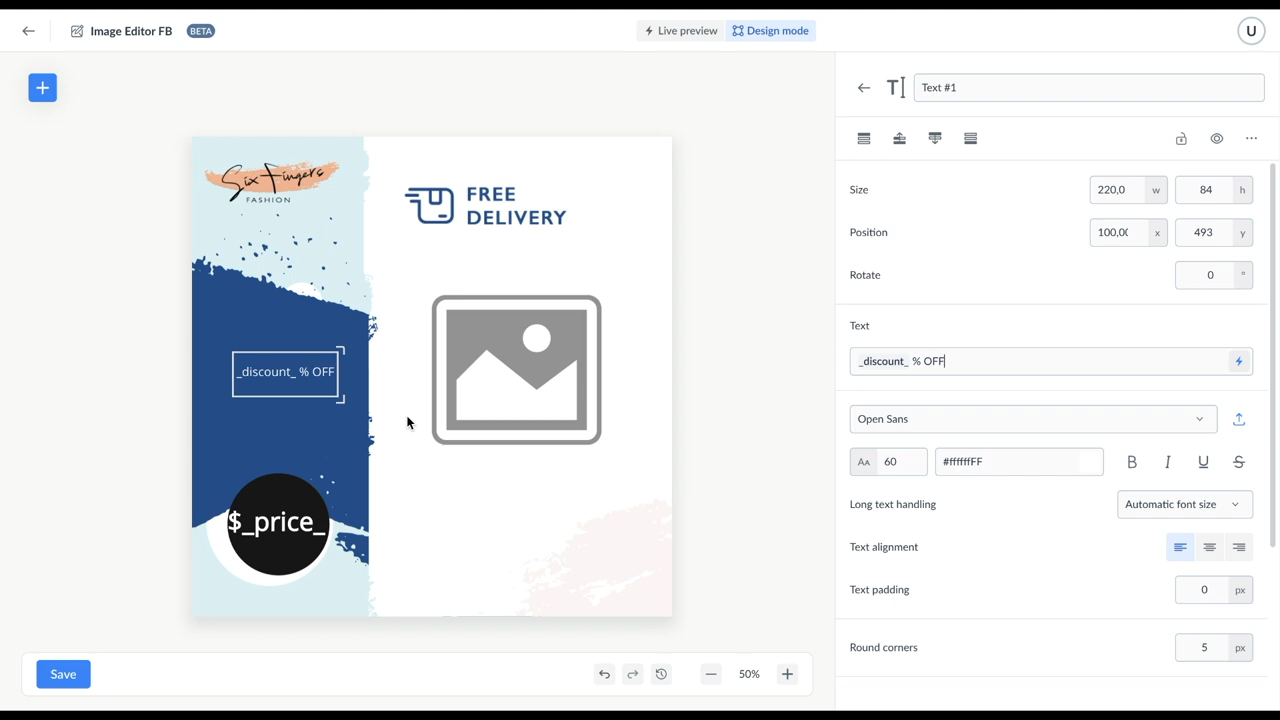 Image Editor FB BETA
Live preview
Design mode
U
Text #1
Six Fingers
FASHION
FREE
DELIVERY
_discount_ % OFF
$_price_
Size 220,0 w 84 h
Position 100,0( x 493 y
Rotate 0 °
Text
_discount_ % OFF
Open Sans
AA 60 #ffffffFF B I U S
Long text handling Automatic font size
Text alignment
Text padding 0 px
Round corners 5 px
Save
50%